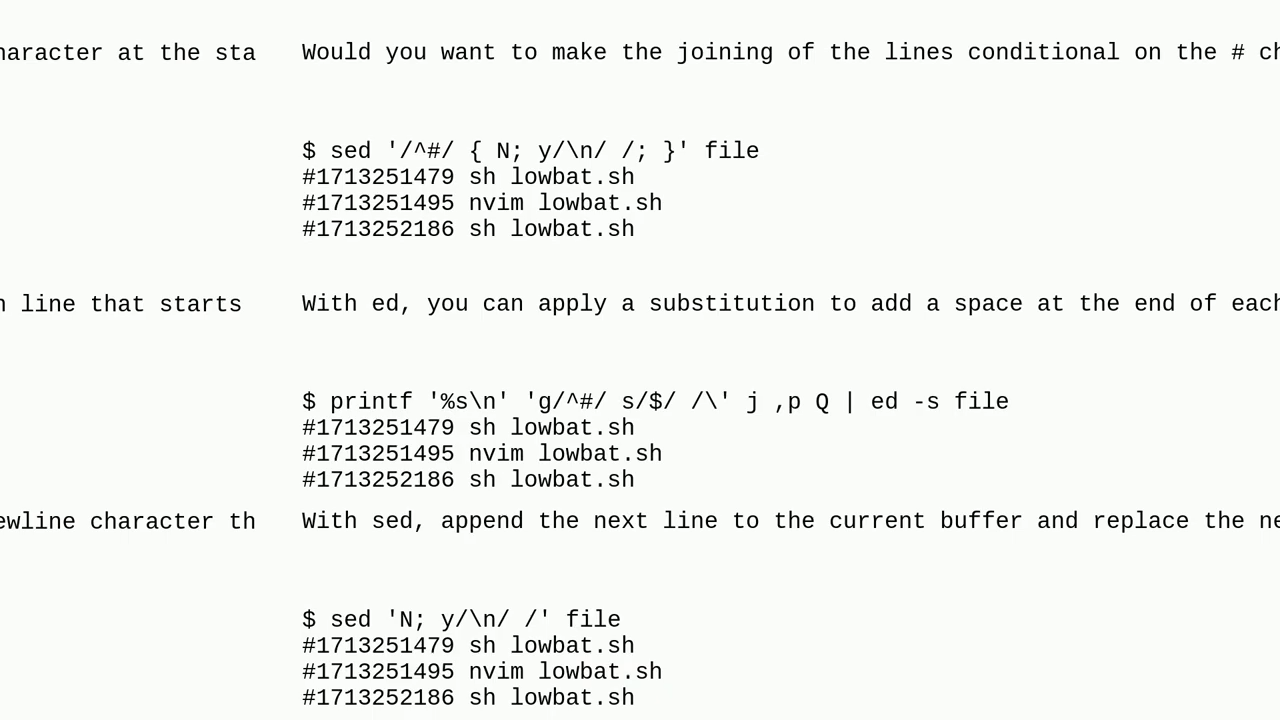 haracter at the sta
Would you want to make the joining of the lines conditional on the # ch
$ sed '/^#/ { N; y/\n/ /; }' file
#1713251479 sh lowbat.sh
#1713251495 nvim lowbat.sh
#1713252186 sh lowbat.sh
line that starts
With ed, you can apply a substitution to add a space at the end of each
$ printf '%s\n' 'g/^#/ s/$/ /\' j ,p Q | ed -s file
#1713251479 sh lowbat.sh
#1713251495 nvim lowbat.sh
#1713252186 sh lowbat.sh
ewline character th
With sed, append the next line to the current buffer and replace the ne
$ sed 'N; y/\n/ /' file
#1713251479 sh lowbat.sh
#1713251495 nvim lowbat.sh
#1713252186 sh lowbat.sh